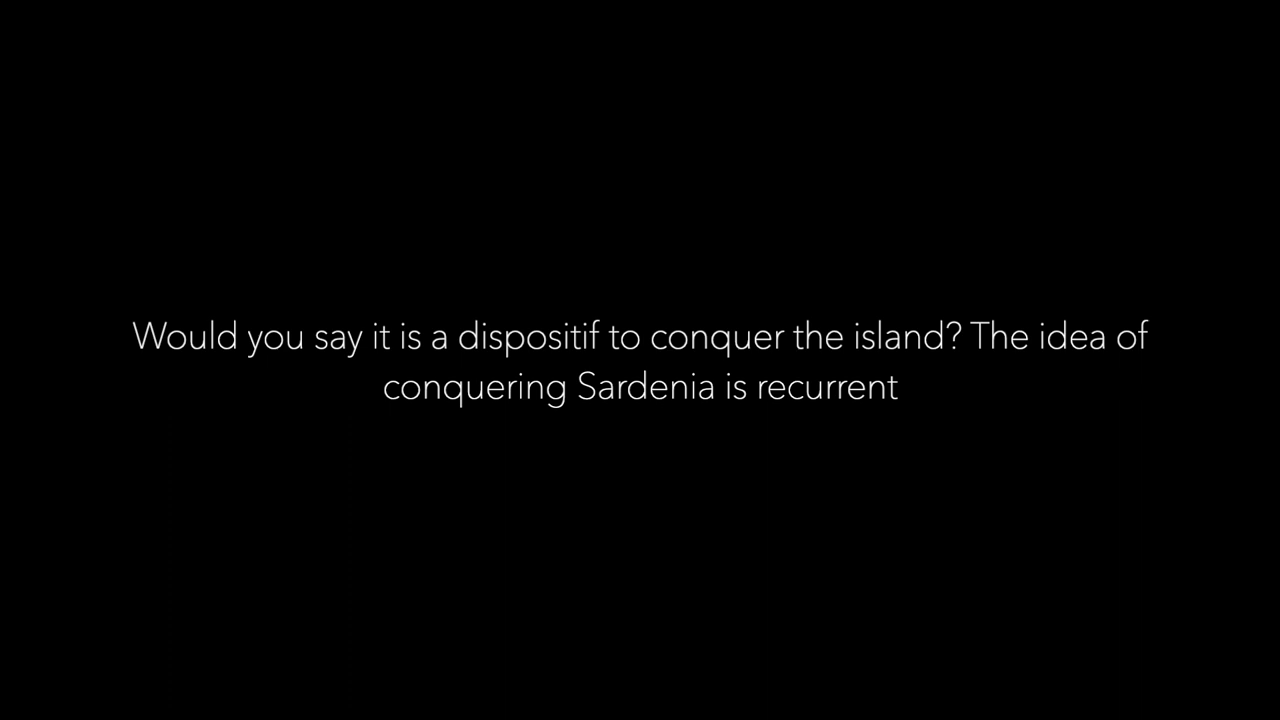 Would you say it is a dispositif to conquer the island? The idea of
conquering Sardenia is recurrent